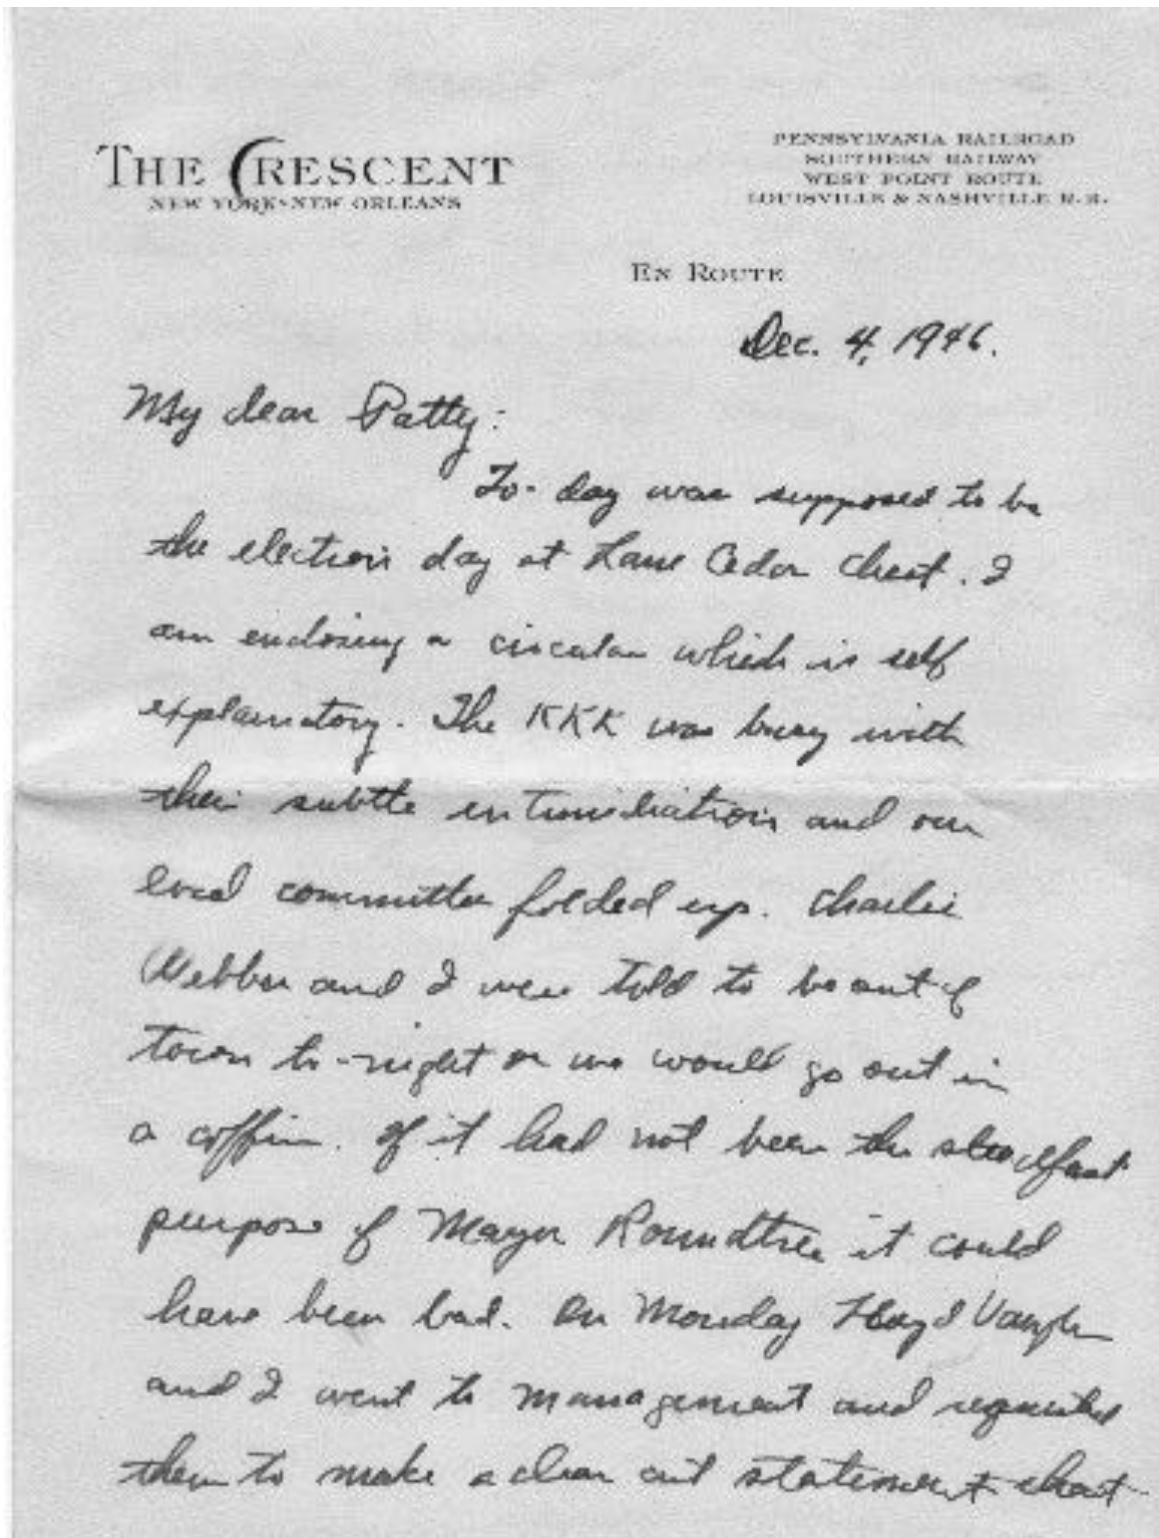 THE CRESCENT
NEW YORK-NEW ORLEANS
PENNSYLVANIA RAILROAD
SOUTHERN RAILWAY
WEST POINT ROUTE
LOUISVILLE & NASHVILLE R. R.
EN ROUTE
Dec. 4, 1946.
My dear Patty:
To-day was supposed to be
the election day at Lane Cedar Chest. I
am enclosing a circular which is self
explanatory. The KKK was busy with
their subtle intimidiation and our
local committee folded up. Charlie
Webber and I were told to be out of
town to-night or we would go out in
a coffin. If it had not been the steadfast
purpose of Mayor Roundtree it could
have been bad. On Monday Floyd Vaughn
and I went to management and requested
them to make a clear cut statement that